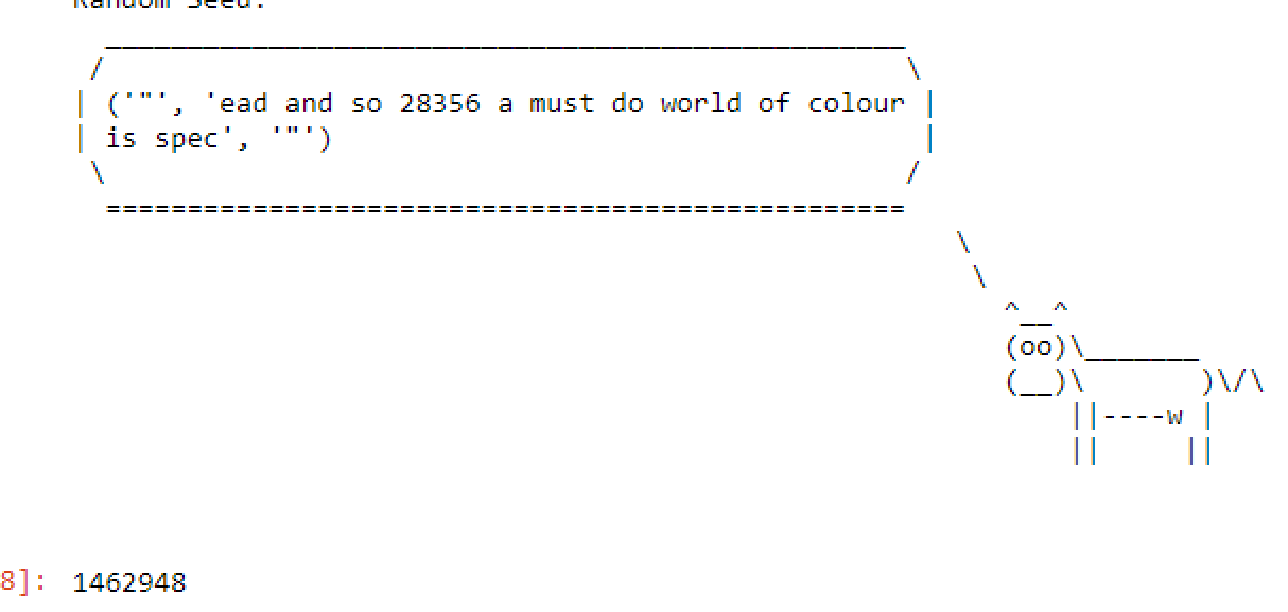 Random Seed:
('"', 'ead and so 28356 a must do world of colour
is spec', '"')
^__^
(oo)\_______
(__)\       )\/\
||----w |
||     ||
8]: 1462948